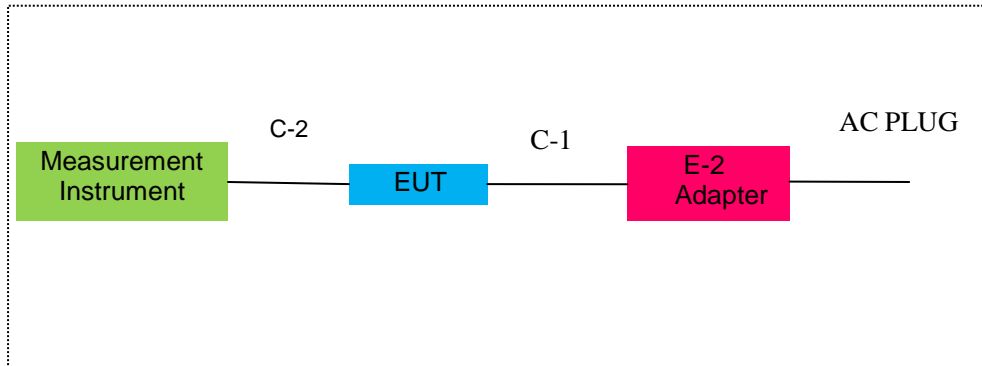 AC PLUG
C-2
C-1
Measurement
Instrument
EUT
E-2
Adapter